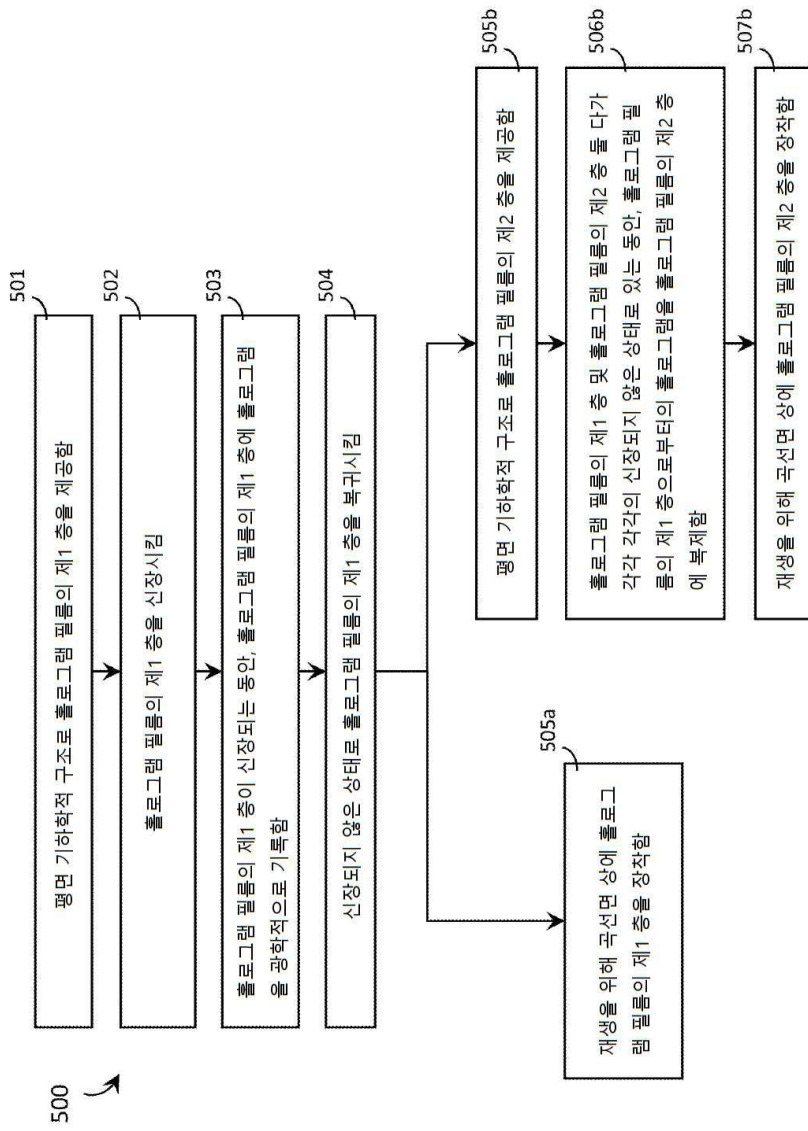 500
501
평면 기하학적 구조로 홀로그램 필름의 제1 층을 제공함
502
홀로그램 필름의 제1 층을 신장시킴
503
홀로그램 필름의 제1 층이 신장되는 동안, 홀로그램 필름의 제1 층에 홀로그램
을 광학적으로 기록함
504
신장되지 않은 상태로 홀로그램 필름의 제1 층을 복귀시킴
505a
재생을 위해 곡선면 상에 홀로그
램 필름의 제1 층을 장착함
505b
평면 기하학적 구조로 홀로그램 필름의 제2 층을 제공함
506b
홀로그램 필름의 제1 층 및 홀로그램 필름의 제2 층 둘 다가
각각 각각의 신장되지 않은 상태로 있는 동안, 홀로그램 필
름의 제1 층으로부터의 홀로그램을 홀로그램 필름의 제2 층
에 복제함
507b
재생을 위해 곡선면 상에 홀로그램 필름의 제2 층을 장착함